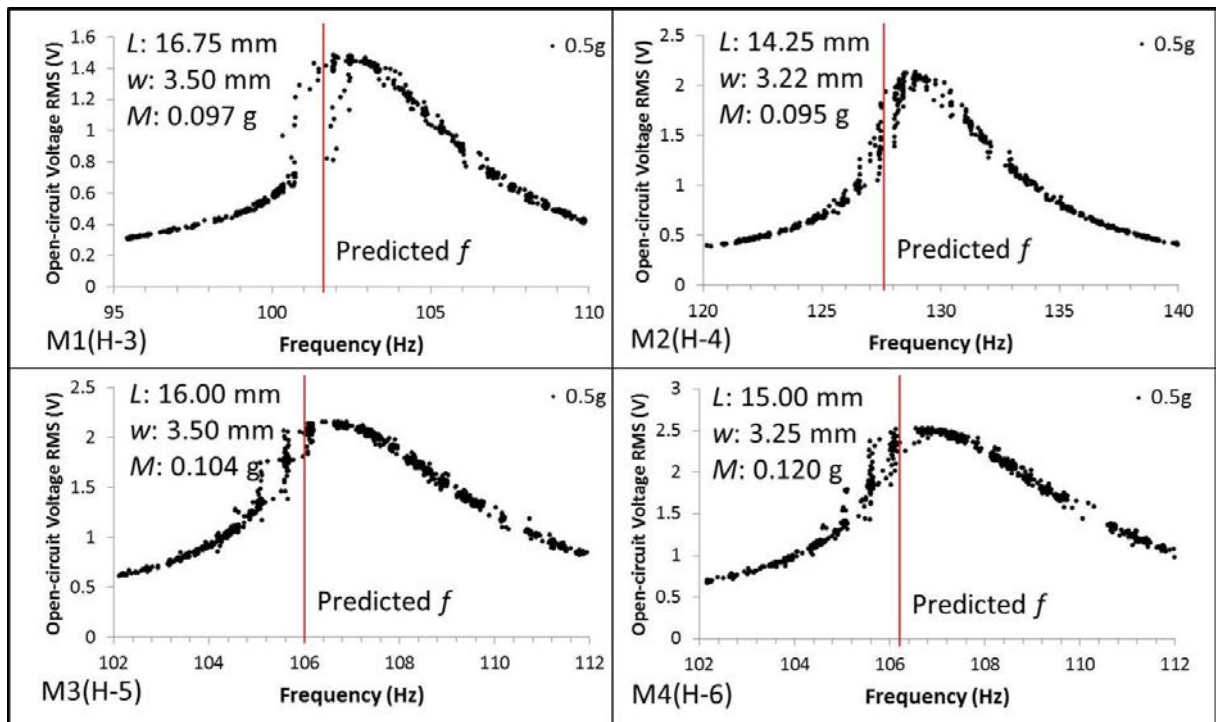 Open-circuit Voltage RMS (V)
1.6
1.4
1.2
1
0.8
0.6
0.4
0.2
0
L: 16.75 mm
w: 3.50 mm
M: 0.097 g
0.5g
Predicted f
95
100
105
110
M1(H-3)
Frequency (Hz)
Open-circuit Voltage RMS (V)
2.5
2
1.5
1
0.5
0
L: 14.25 mm
w: 3.22 mm
M: 0.095 g
0.5g
Predicted f
120
125
130
135
140
M2(H-4)
Frequency (Hz)
Open-circuit Voltage RMS (V)
2.5
2
1.5
1
0.5
0
L: 16.00 mm
w: 3.50 mm
M: 0.104 g
0.5g
Predicted f
102
104
106
108
110
112
M3(H-5)
Frequency (Hz)
Open-circuit Voltage RMS (V)
3
2.5
2
1.5
1
0.5
0
L: 15.00 mm
w: 3.25 mm
M: 0.120 g
0.5g
Predicted f
102
104
106
108
110
112
M4(H-6)
Frequency (Hz)